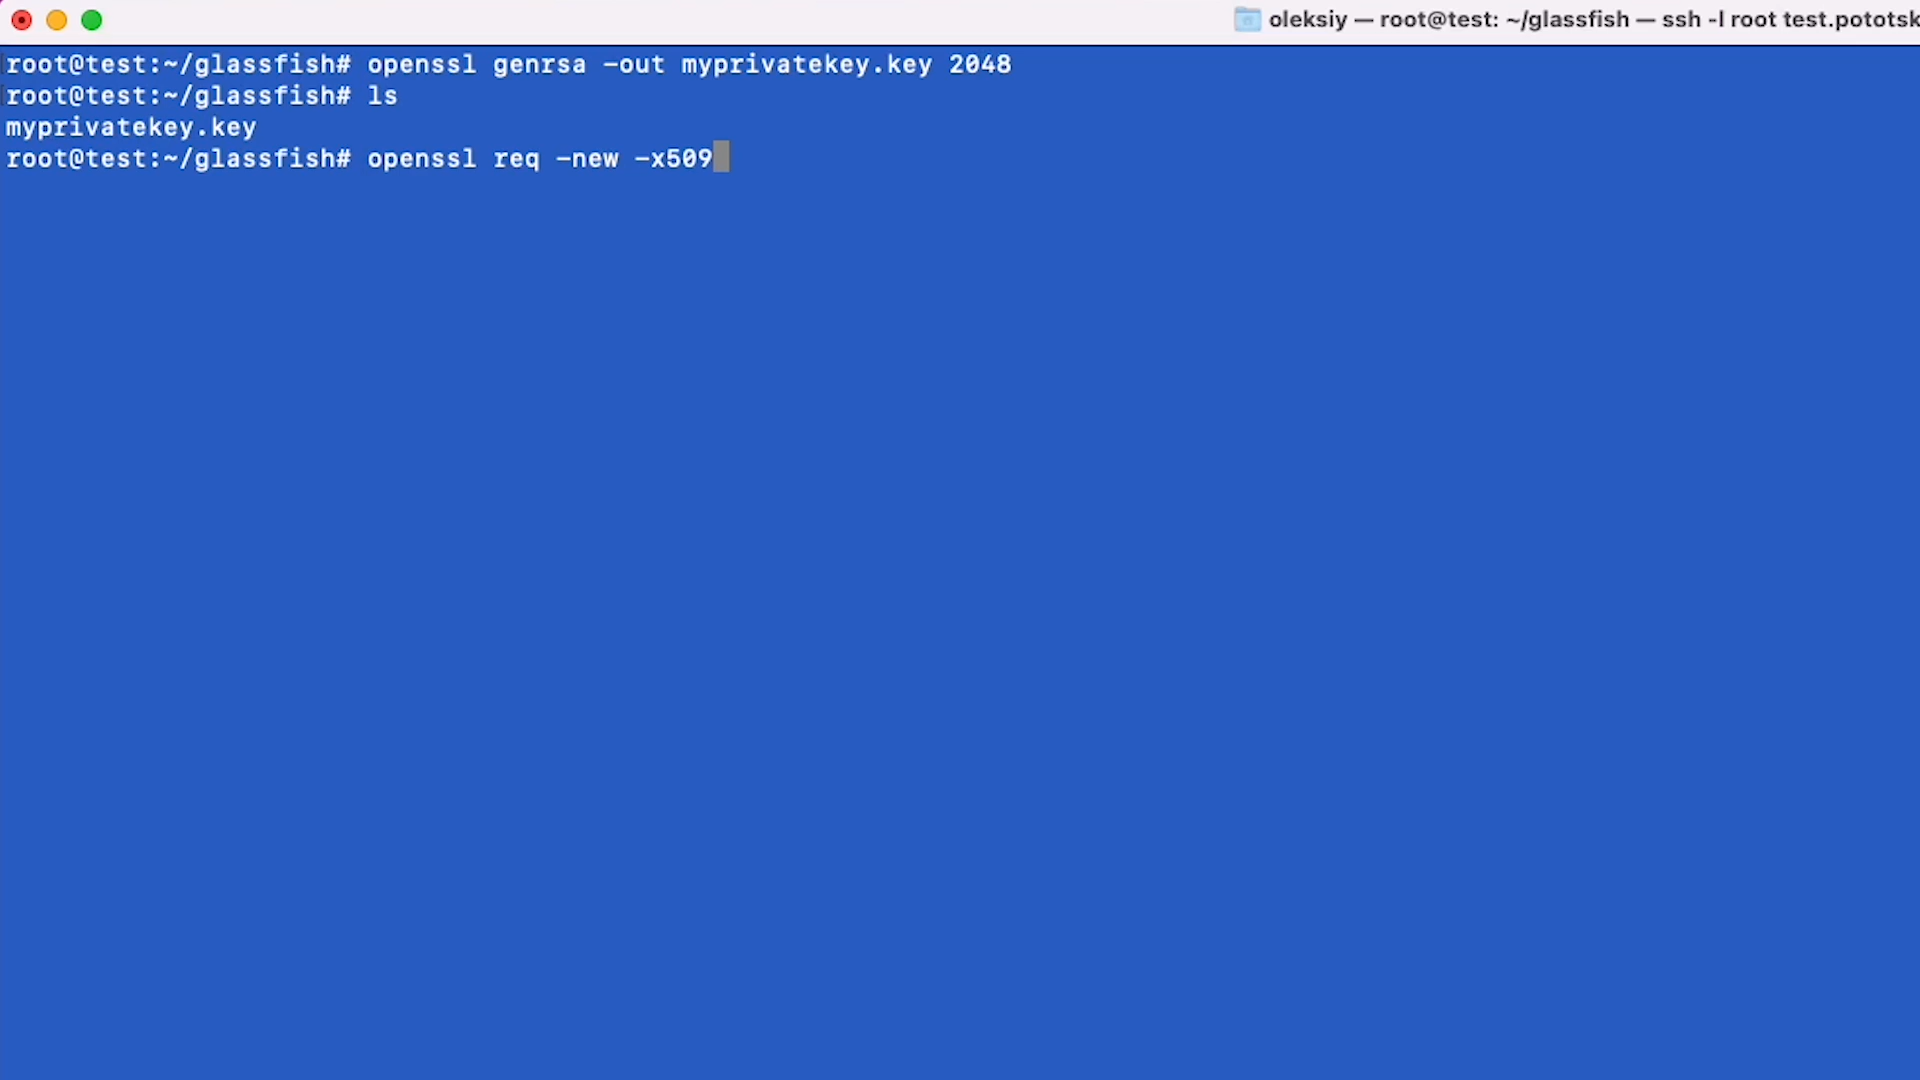 oleksiy — root@test: ~/glassfish — ssh -l root test.pototsk
root@test:~/glassfish# openssl genrsa -out myprivatekey.key 2048
root@test:~/glassfish# ls
myprivatekey.key
root@test:~/glassfish# openssl req -new -x509